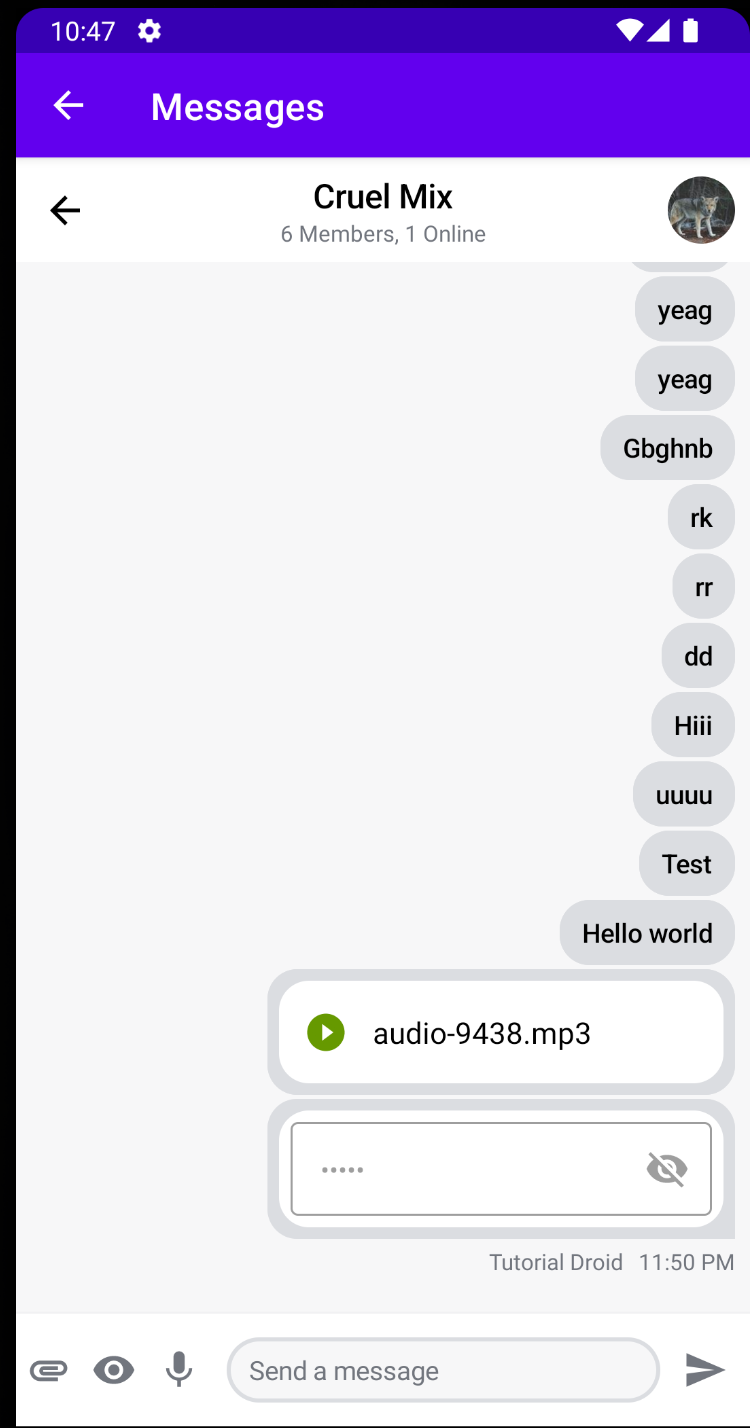 10:47
Messages
Cruel Mix
6 Members, 1 Online
yeag
yeag
Gbghnb
rk
rr
dd
Hiii
uuuu
Test
Hello world
audio-9438.mp3
•••••
Tutorial Droid 11:50 PM
Send a message